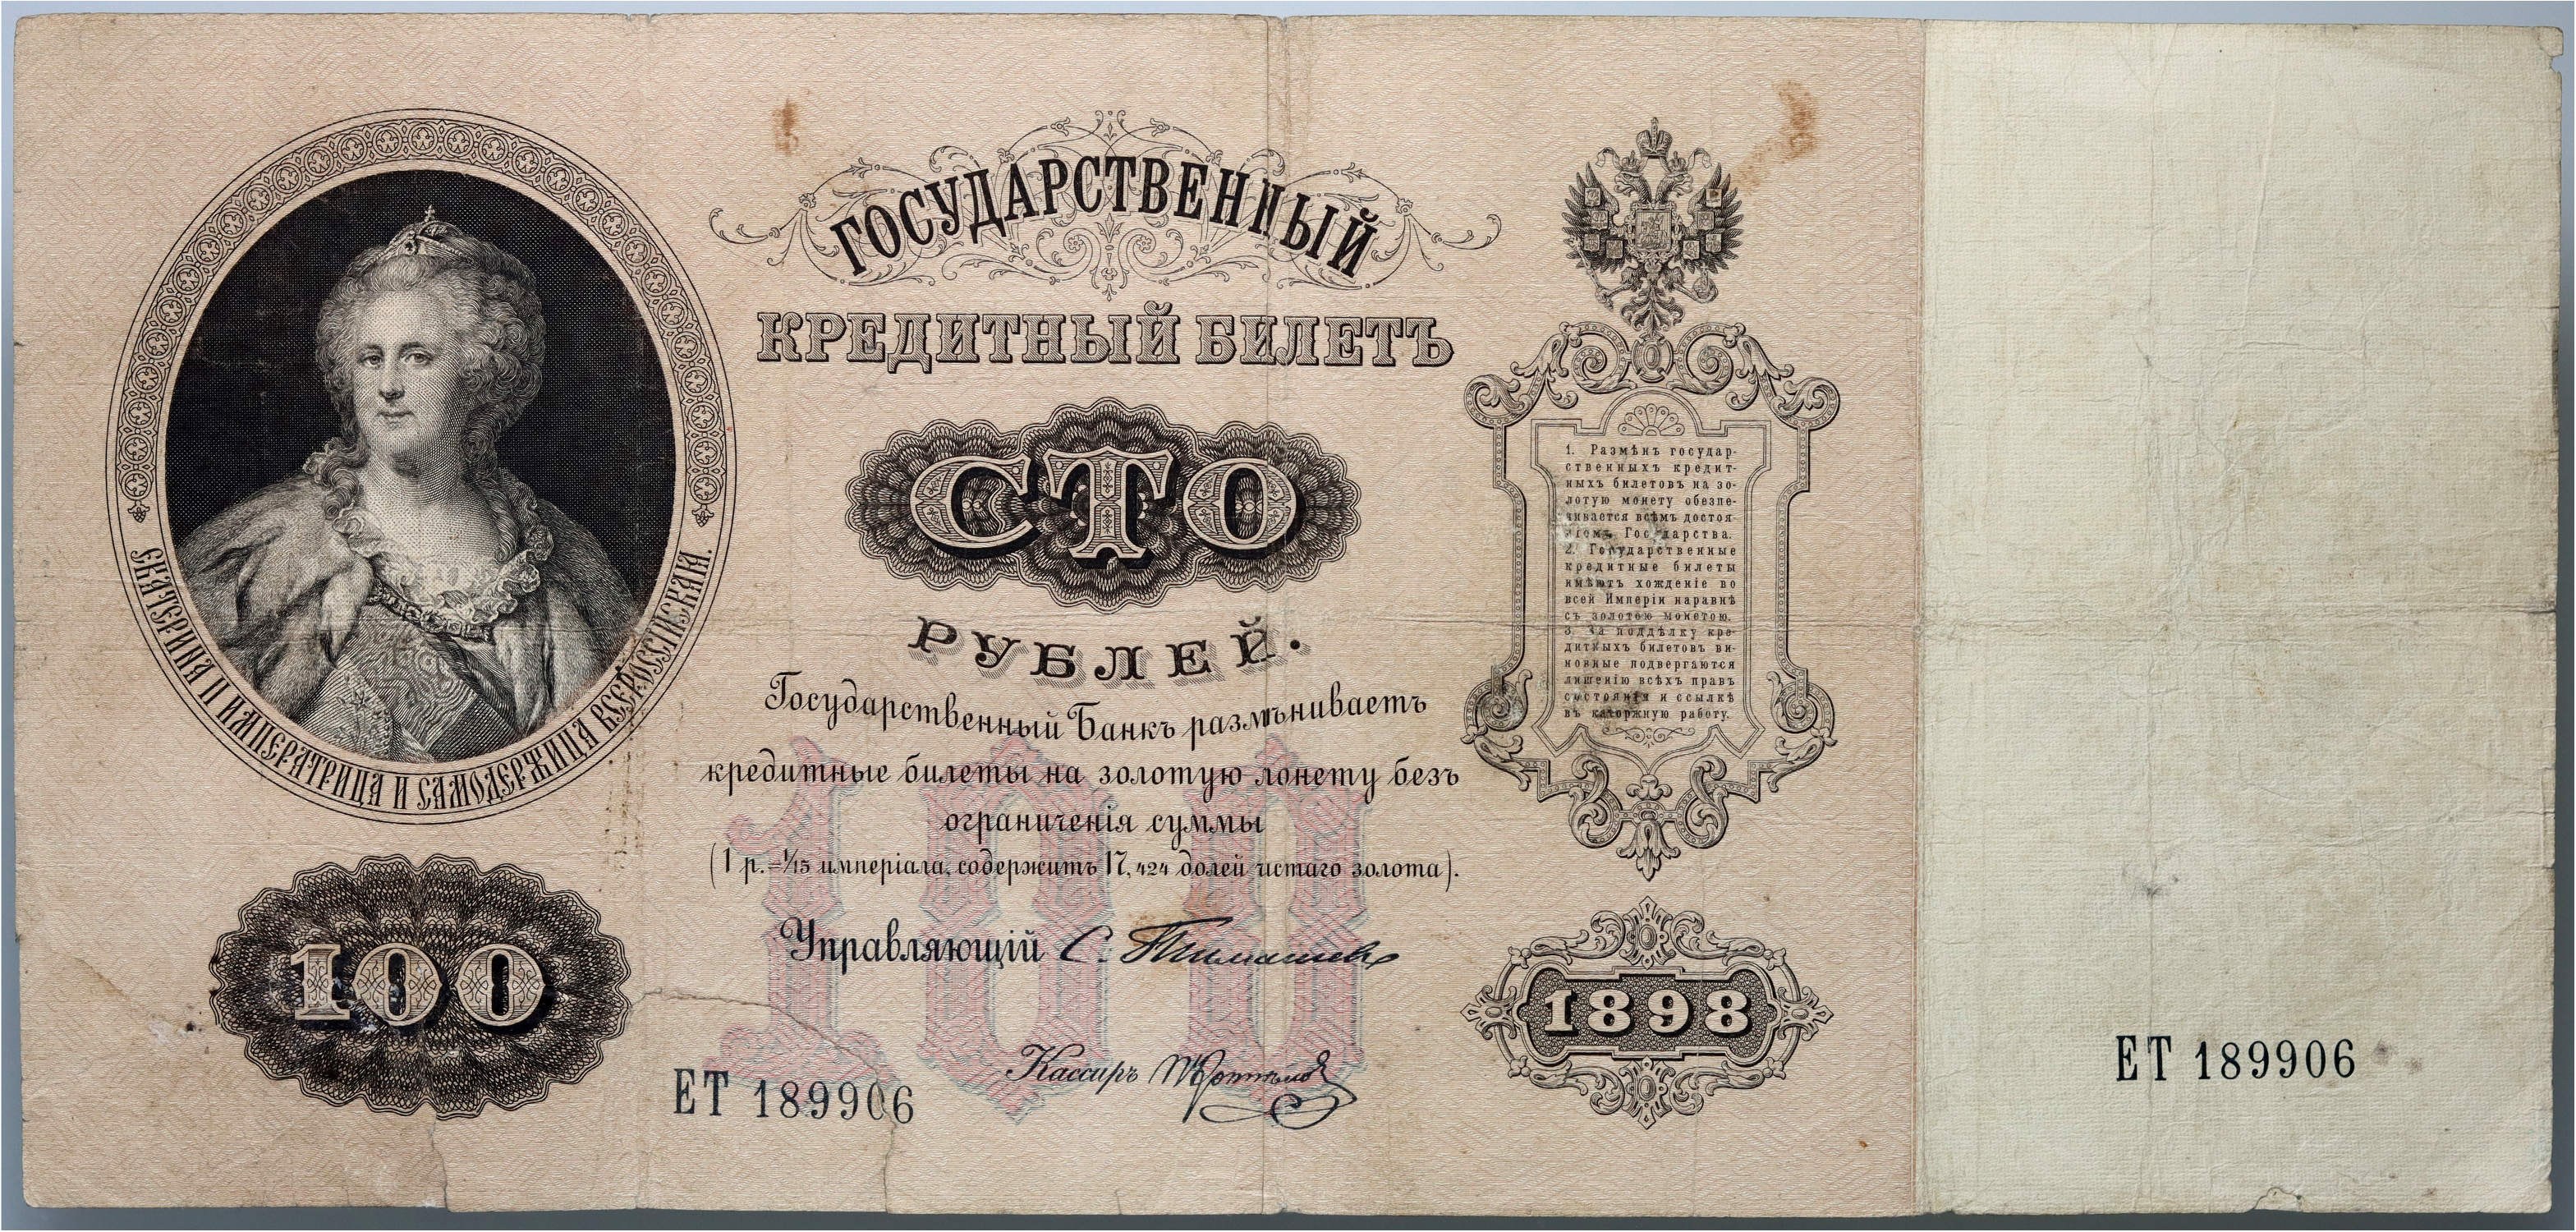 ЕКАТЕРИНА II ИМПЕРАТРИЦА И САМОДЕРЖИЦА ВСЕРОССІЙСКАЯ.
100
ГОСУДАРСТВЕННЫЙ
КРЕДИТНЫЙ БИЛЕТЪ
СТО
РУБЛЕЙ.
Государственный Банкъ размѣниваетъ
кредитные билеты на золотую монету безъ
ограниченія суммы
(1 р.=1/15 имперіала, содержитъ 17,424 долей чистаго золота).
100
Управляющій С. Тимашевъ
Кассиръ
ЕТ 189906
1. Размѣнъ государ-
ственныхъ кредит-
ныхъ билетовъ на зо-
лотую монету обезпе-
чивается всѣмъ достоя-
ніемъ Государства.
2. Государственные
кредитные билеты
имѣютъ хожденіе во
всей Имперіи наравнѣ
съ золотою монетою.
3. За поддѣлку кре-
дитныхъ билетовъ ви-
новные подвергаются
лишенію всѣхъ правъ
состоянія и ссылкѣ
въ каторжную работу.
1898
ЕТ 189906